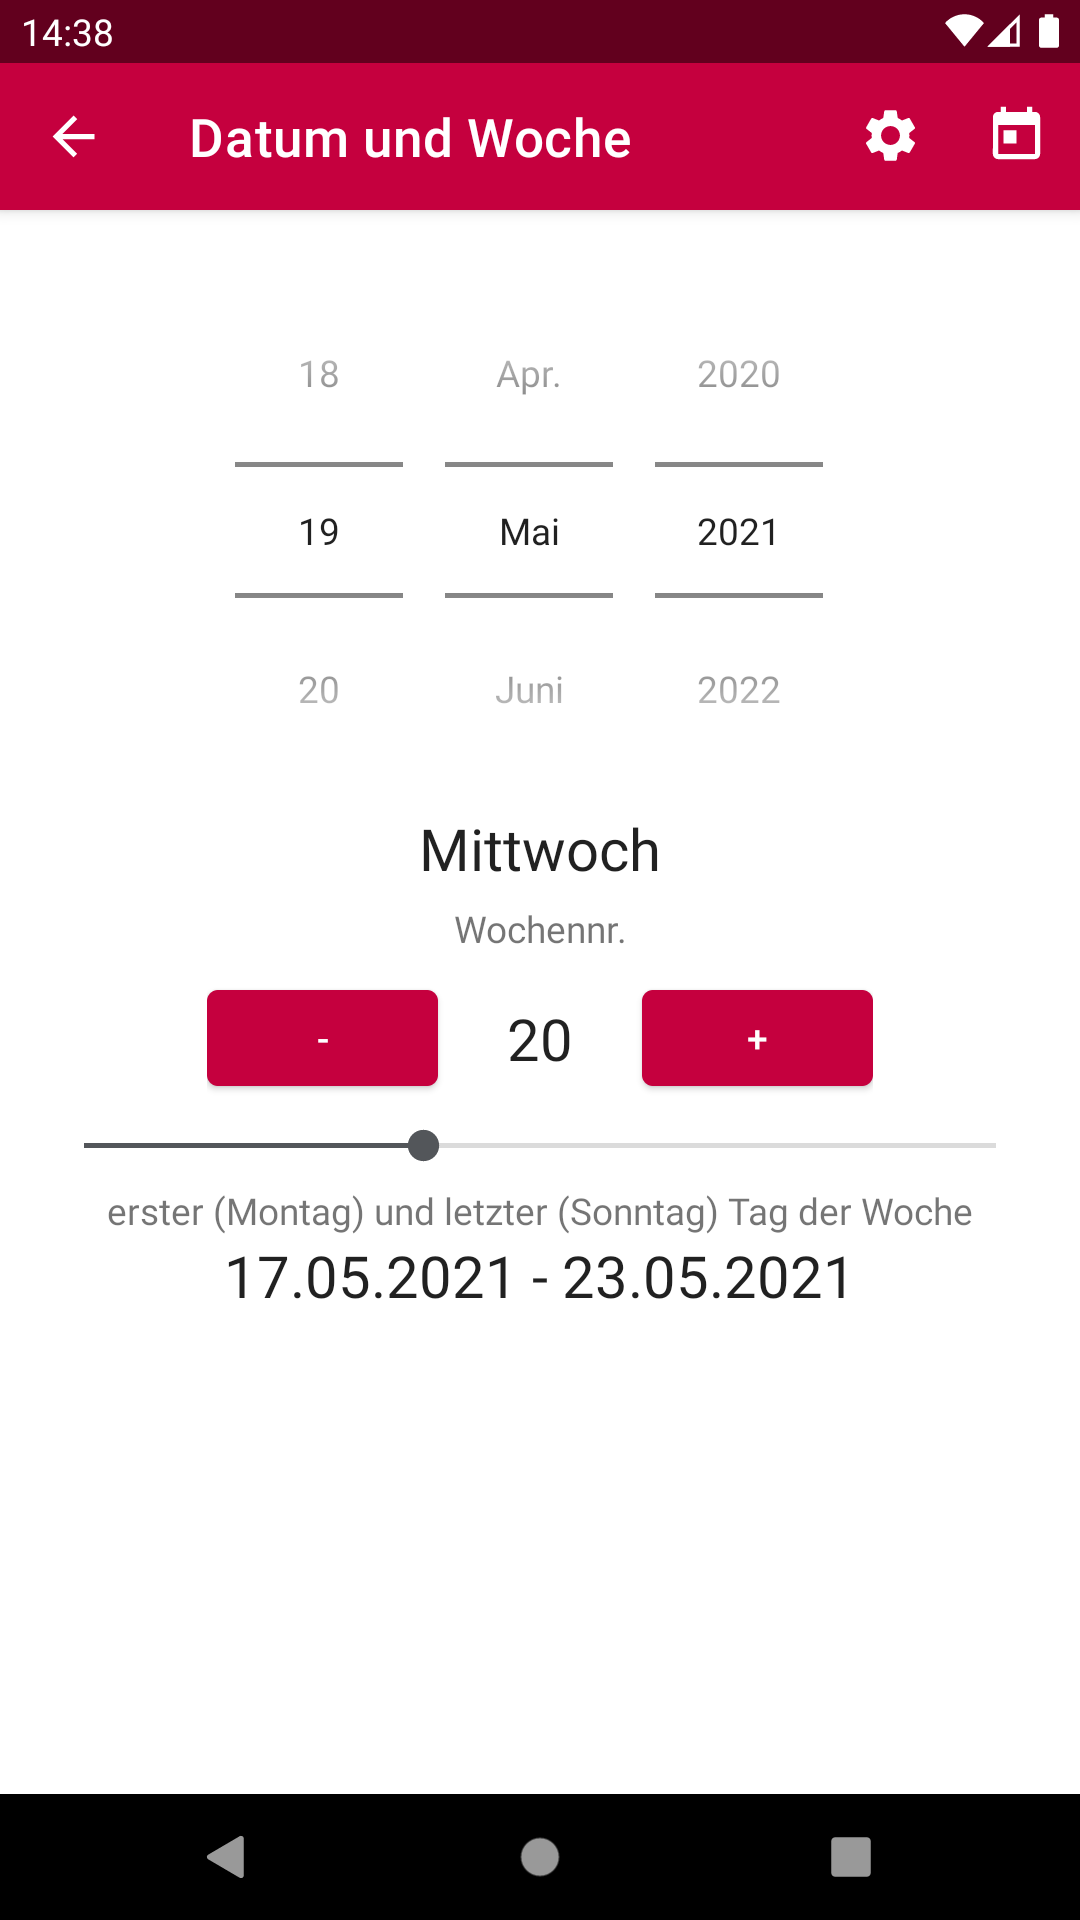 14:38
Datum und Woche
18 Apr. 2020
19 Mai 2021
20 Juni 2022
Mittwoch
Wochennr.
- 20 +
erster (Montag) und letzter (Sonntag) Tag der Woche
17.05.2021 - 23.05.2021